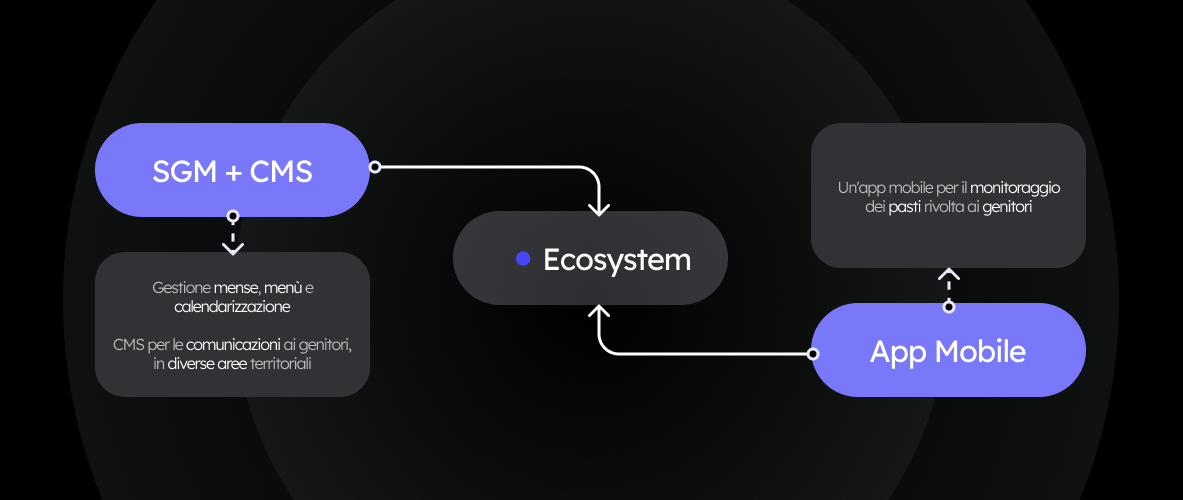 SGM + CMS
Gestione mense, menù e
calendarizzazione
CMS per le comunicazioni ai genitori,
in diverse aree territoriali
Ecosystem
Un'app mobile per il monitoraggio
dei pasti rivolta ai genitori
App Mobile